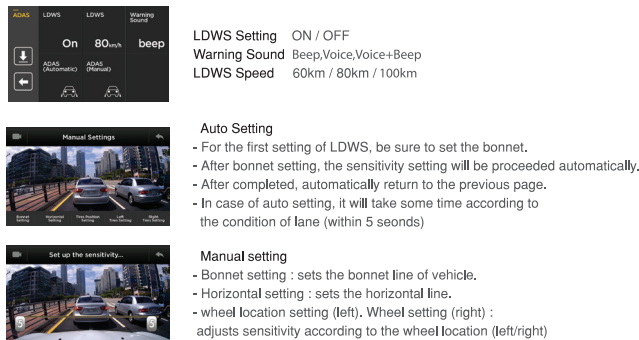 ADAS
LDWS
LDWS
Warning Sound
On
80km/h
beep
ADAS (Automatic)
ADAS (Manual)
LDWS Setting ON / OFF
Warning Sound Beep,Voice,Voice+Beep
LDWS Speed 60km / 80km / 100km
Manual Settings
Bonnet Setting
Horizontal Setting
Tires Position Setting
Left Tires Setting
Right Tires Setting
Auto Setting
- For the first setting of LDWS, be sure to set the bonnet.
- After bonnet setting, the sensitivity setting will be proceeded automatically.
- After completed, automatically return to the previous page.
- In case of auto setting, it will take some time according to
the condition of lane (within 5 seonds)
Set up the sensitivity...
5
5
Manual setting
- Bonnet setting : sets the bonnet line of vehicle.
- Horizontal setting : sets the horizontal line.
- wheel location setting (left). Wheel setting (right) :
adjusts sensitivity according to the wheel location (left/right)